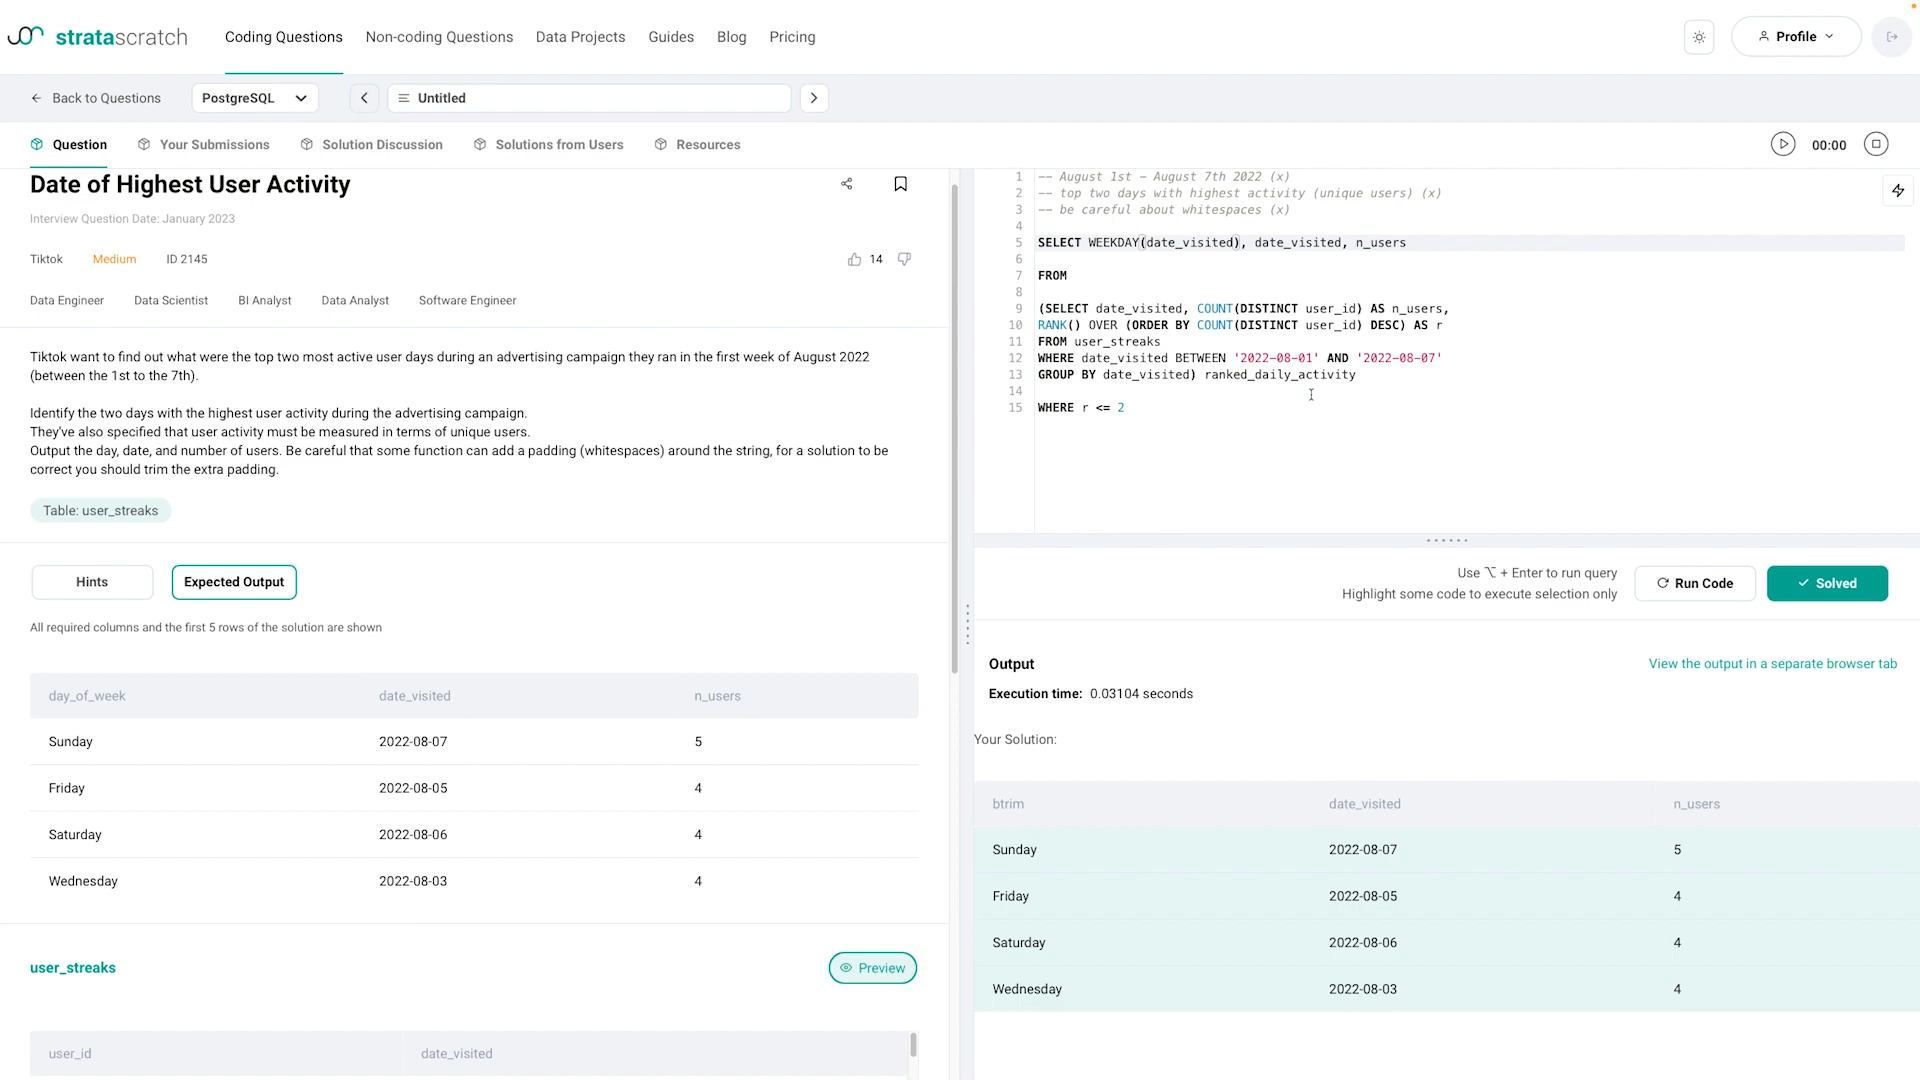 stratascratch
Coding Questions
Non-coding Questions
Data Projects
Guides
Blog
Pricing
Profile
Back to Questions
PostgreSQL
Untitled
Question
Your Submissions
Solution Discussion
Solutions from Users
Resources
00:00
Date of Highest User Activity
Interview Question Date: January 2023
Tiktok Medium ID 2145
14
Data Engineer Data Scientist BI Analyst Data Analyst Software Engineer
Tiktok want to find out what were the top two most active user days during an advertising campaign they ran in the first week of August 2022
(between the 1st to the 7th).
Identify the two days with the highest user activity during the advertising campaign.
They've also specified that user activity must be measured in terms of unique users.
Output the day, date, and number of users. Be careful that some function can add a padding (whitespaces) around the string, for a solution to be
correct you should trim the extra padding.
Table: user_streaks
Hints
Expected Output
All required columns and the first 5 rows of the solution are shown
day_of_week date_visited n_users
Sunday 2022-08-07 5
Friday 2022-08-05 4
Saturday 2022-08-06 4
Wednesday 2022-08-03 4
user_streaks
Preview
user_id date_visited
1 -- August 1st - August 7th 2022 (x)
2 -- top two days with highest activity (unique users) (x)
3 -- be careful about whitespaces (x)
4
5 SELECT WEEKDAY(date_visited), date_visited, n_users
6
7 FROM
8
9 (SELECT date_visited, COUNT(DISTINCT user_id) AS n_users,
10 RANK() OVER (ORDER BY COUNT(DISTINCT user_id) DESC) AS r
11 FROM user_streaks
12 WHERE date_visited BETWEEN '2022-08-01' AND '2022-08-07'
13 GROUP BY date_visited) ranked_daily_activity
14
15 WHERE r <= 2
Use ⌥ + Enter to run query
Highlight some code to execute selection only
Run Code
Solved
Output
View the output in a separate browser tab
Execution time: 0.03104 seconds
Your Solution:
btrim date_visited n_users
Sunday 2022-08-07 5
Friday 2022-08-05 4
Saturday 2022-08-06 4
Wednesday 2022-08-03 4